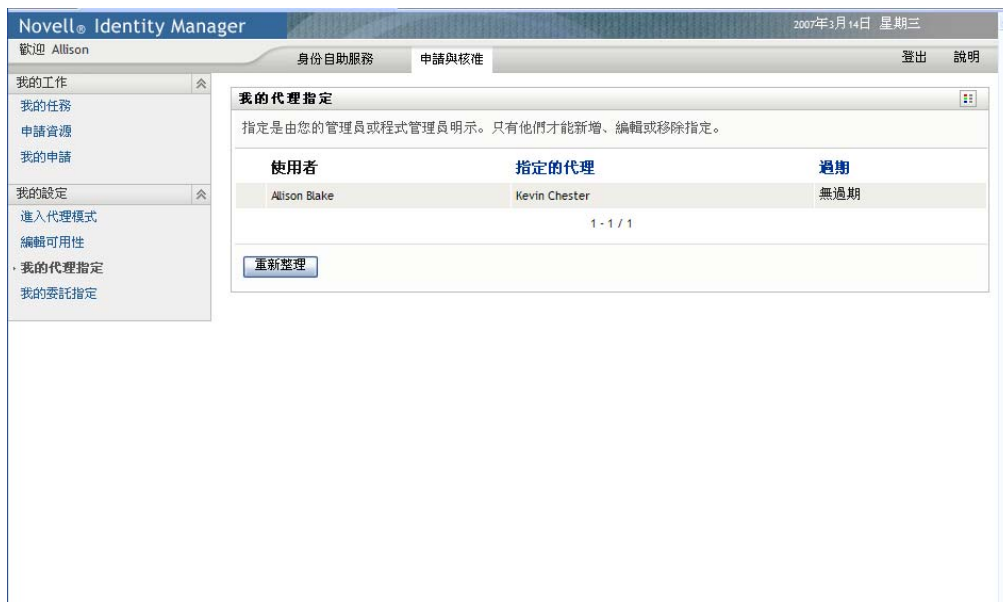 Novell® Identity Manager
2007年3月14日 星期三
歡迎 Allison
身份自助服務
申請與核准
登出
說明
我的工作
我的任務
申請資源
我的申請
我的設定
進入代理模式
編輯可用性
我的代理指定
我的委託指定
我的代理指定
指定是由您的管理員或程式管理員明示。只有他們才能新增、編輯或移除指定。
使用者 指定的代理 過期
Allison Blake Kevin Chester 無過期
1 - 1 / 1
重新整理